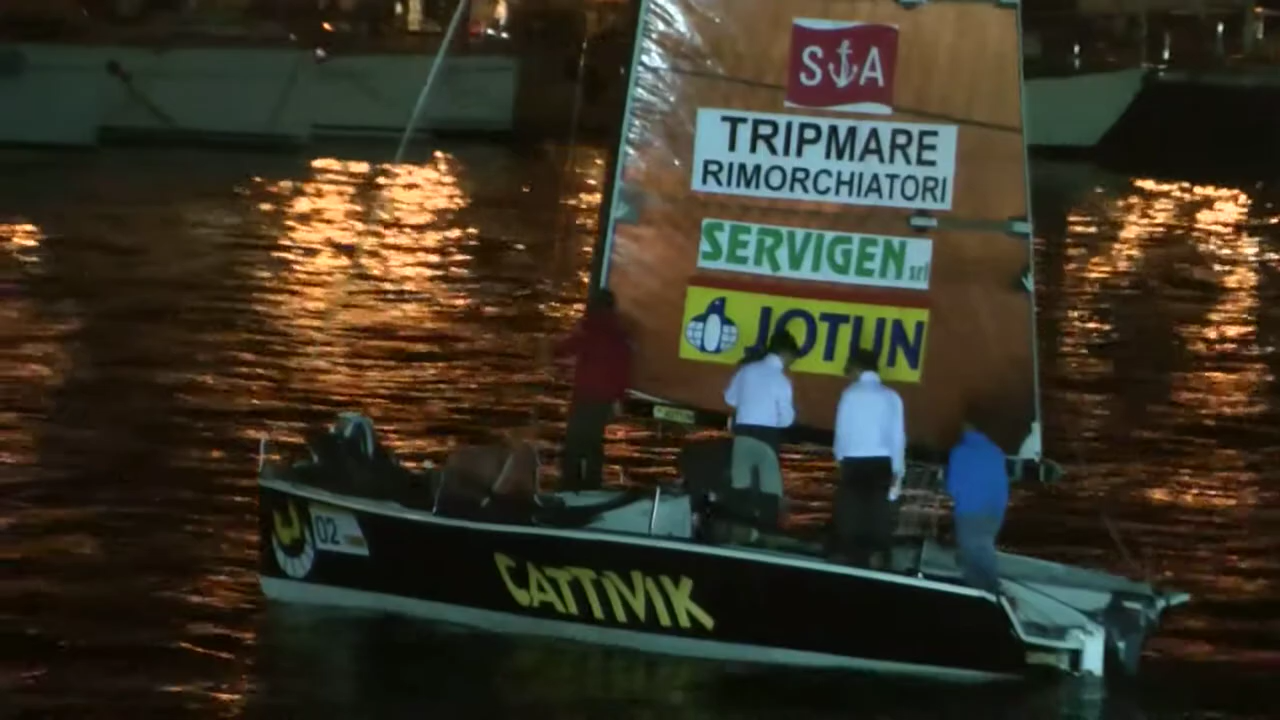 S A
TRIPMARE
RIMORCHIATORI
SERVIGEN srl
JOTUN
02
CATTIVIK